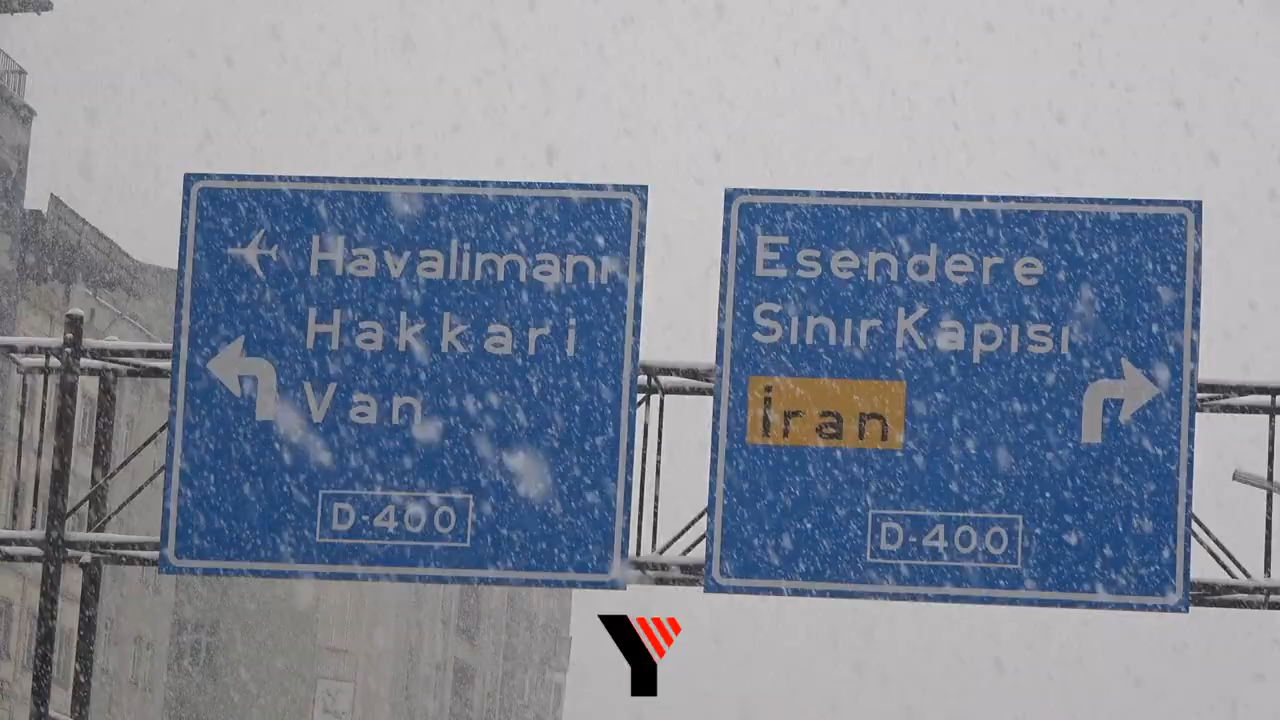 Havalimanı
Hakkari
Van
D-400
Esendere
Sınır Kapısı
İran
D-400
Y